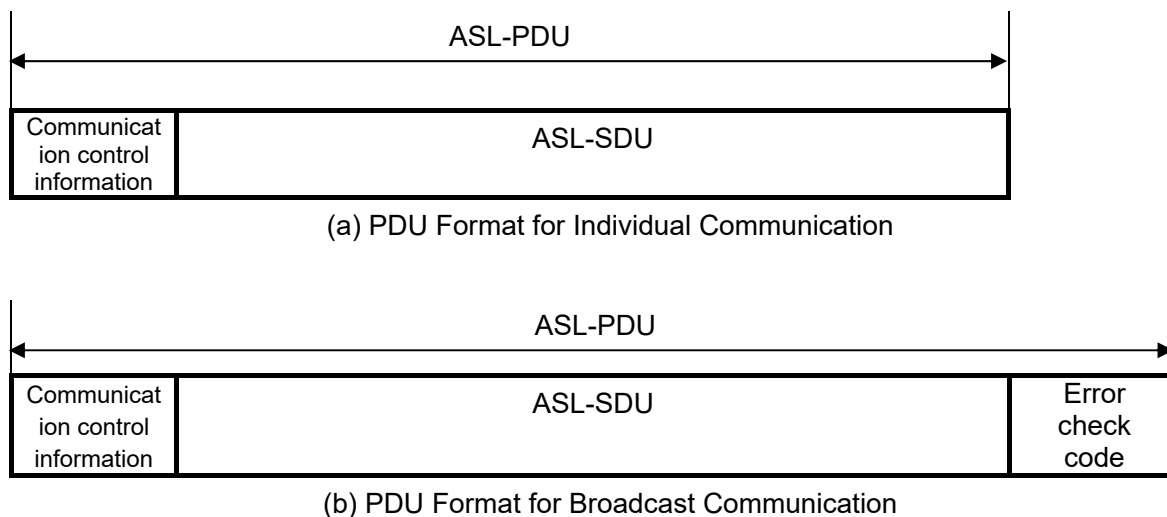 ASL-PDU
Communicat
ion control
information
ASL-SDU
(a) PDU Format for Individual Communication
ASL-PDU
Communicat
ion control
information
ASL-SDU
Error
check
code
(b) PDU Format for Broadcast Communication